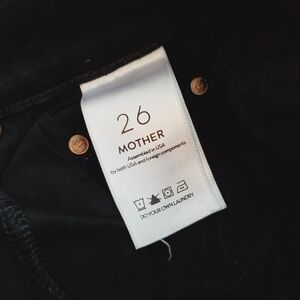 26
MOTHER
Assembled in USA
by both USA and foreign components
DO YOUR OWN LAUNDRY